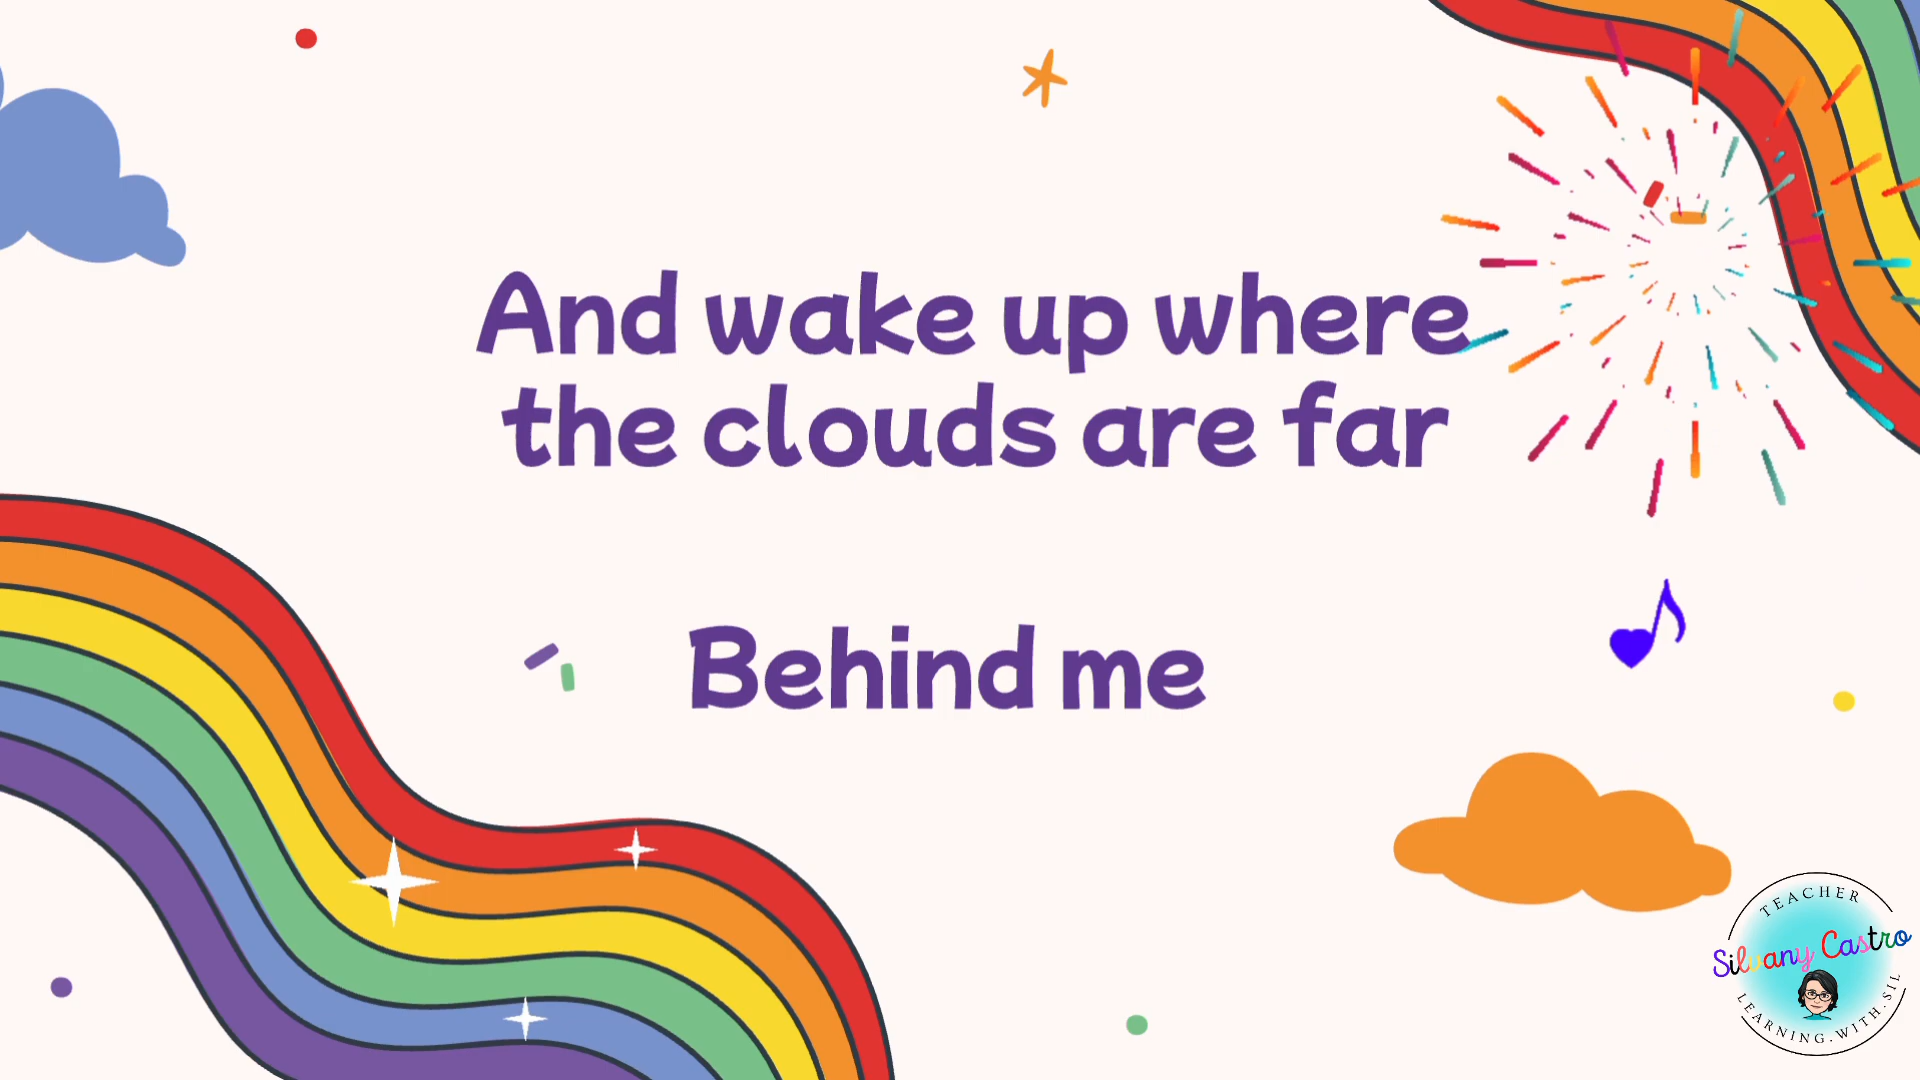 And wake up where
the clouds are far
Behind me
TEACHER
Silvany Castro
LEARNING.WITH.SIL